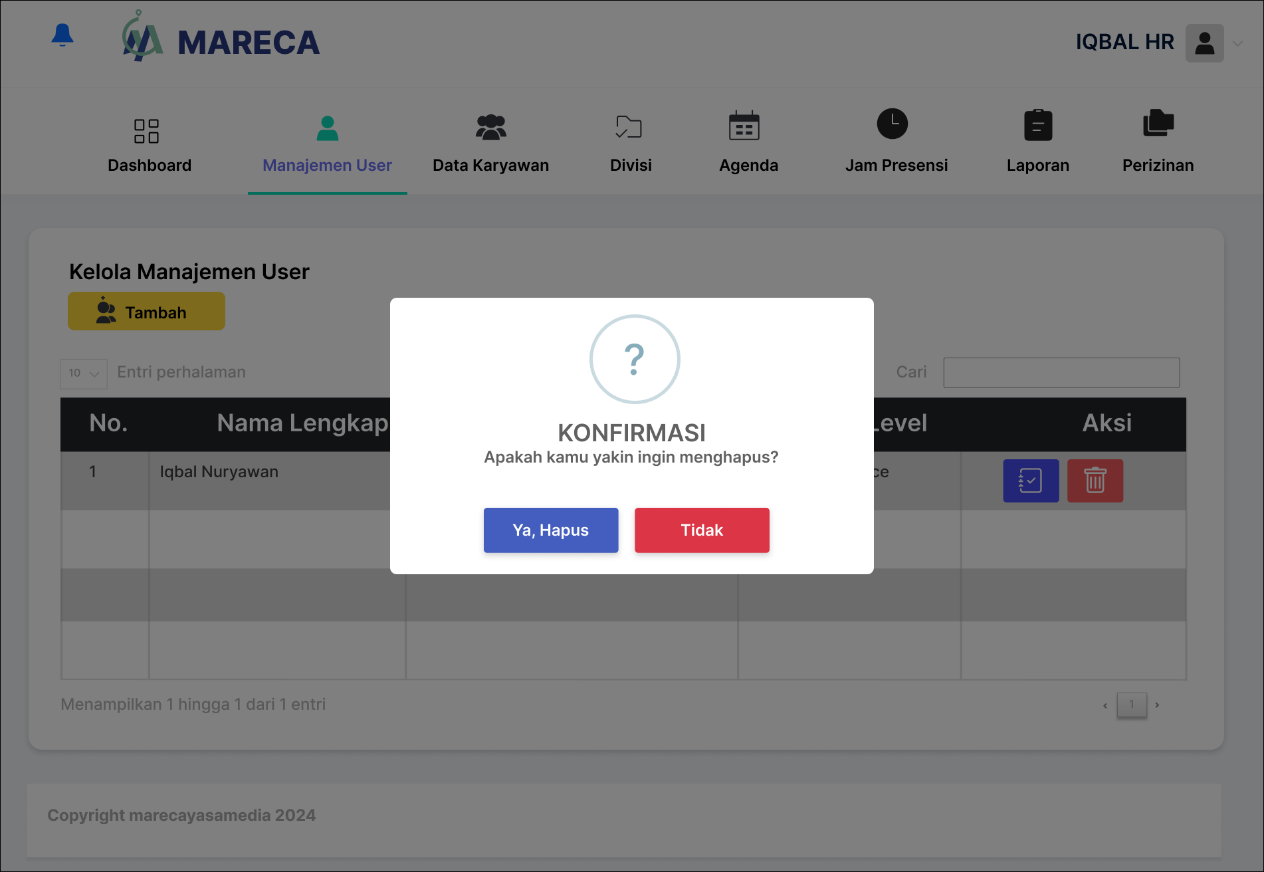 MARECA
IQBAL HR
Dashboard
Manajemen User
Data Karyawan
Divisi
Agenda
Jam Presensi
Laporan
Perizinan
Kelola Manajemen User
Tambah
10
Entri perhalaman
Cari
No.
Nama Lengkap
Level
Aksi
1
Iqbal Nuryawan
?
KONFIRMASI
Apakah kamu yakin ingin menghapus?
Ya, Hapus
Tidak
Menampilkan 1 hingga 1 dari 1 entri
‹ 1 ›
Copyright marecayasamedia 2024